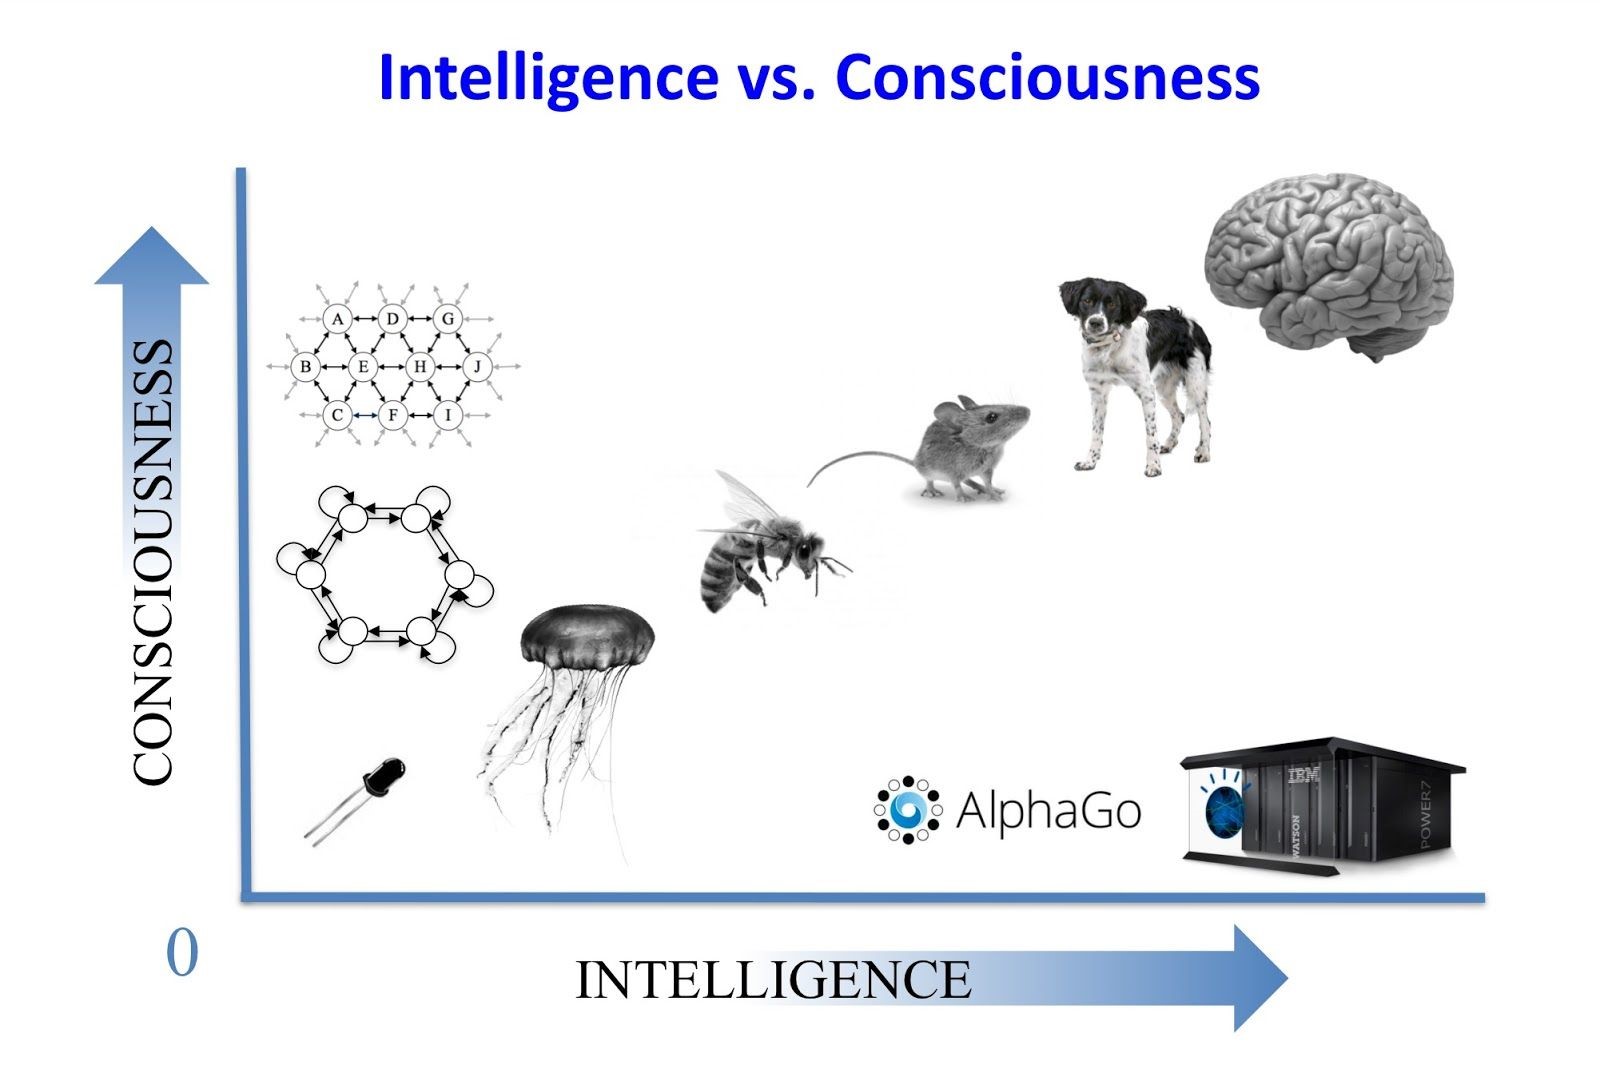 Intelligence vs. Consciousness
CONSCIOUSNESS
A D G
B E H J
C F I
AlphaGo
IBM
WATSON
POWER7
0
INTELLIGENCE